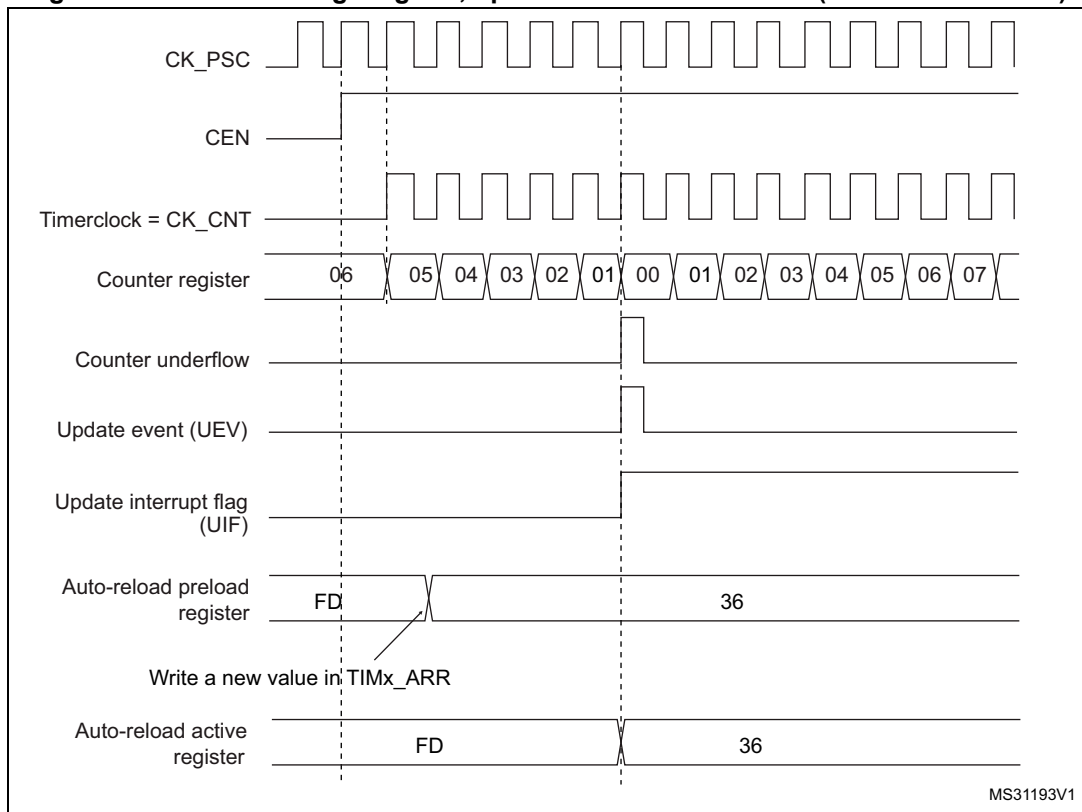 CK_PSC
CEN
Timerclock = CK_CNT
Counter register 06 05 04 03 02 01 00 01 02 03 04 05 06 07
Counter underflow
Update event (UEV)
Update interrupt flag
(UIF)
Auto-reload preload
register
FD 36
Write a new value in TIMx_ARR
Auto-reload active
register
FD 36
MS31193V1